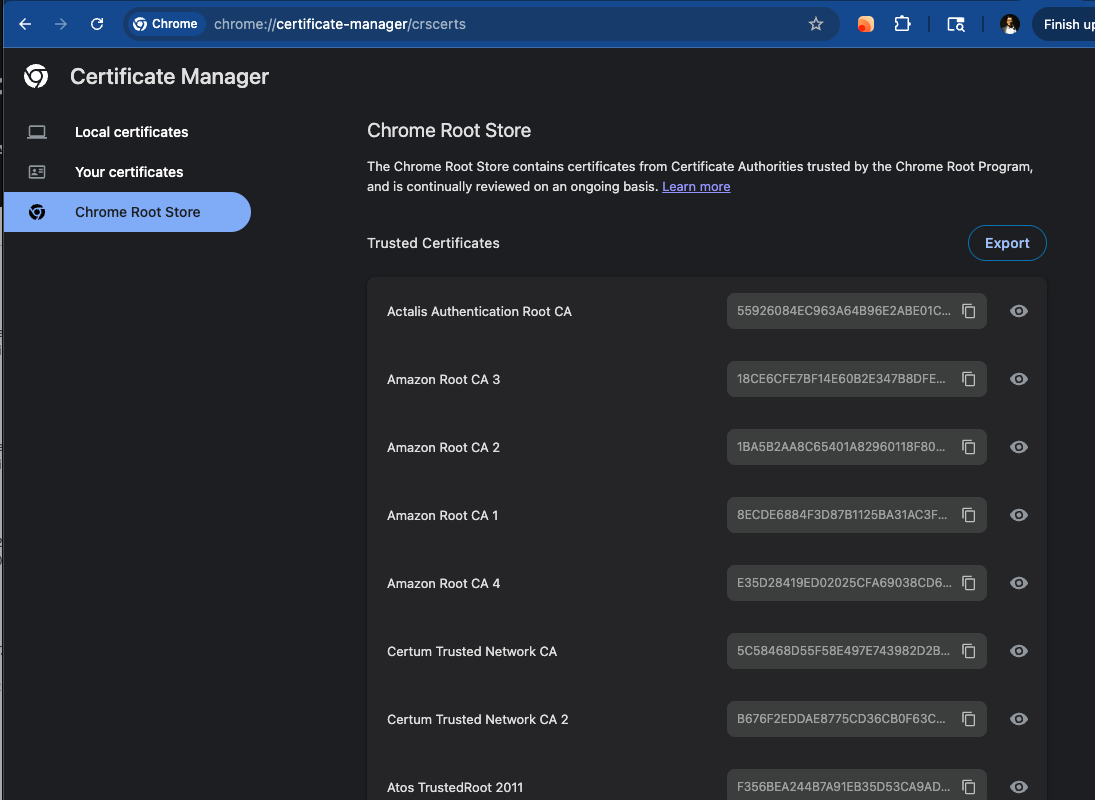 Chrome
chrome://certificate-manager/crscerts
Finish up
Certificate Manager
Local certificates
Your certificates
Chrome Root Store
Chrome Root Store
The Chrome Root Store contains certificates from Certificate Authorities trusted by the Chrome Root Program,
and is continually reviewed on an ongoing basis. Learn more
Trusted Certificates
Export
Actalis Authentication Root CA
55926084EC963A64B96E2ABE01C...
Amazon Root CA 3
18CE6CFE7BF14E60B2E347B8DFE...
Amazon Root CA 2
1BA5B2AA8C65401A82960118F80...
Amazon Root CA 1
8ECDE6884F3D87B1125BA31AC3F...
Amazon Root CA 4
E35D28419ED02025CFA69038CD6...
Certum Trusted Network CA
5C58468D55F58E497E743982D2B...
Certum Trusted Network CA 2
B676F2EDDAE8775CD36CB0F63C...
Atos TrustedRoot 2011
F356BEA244B7A91EB35D53CA9AD...